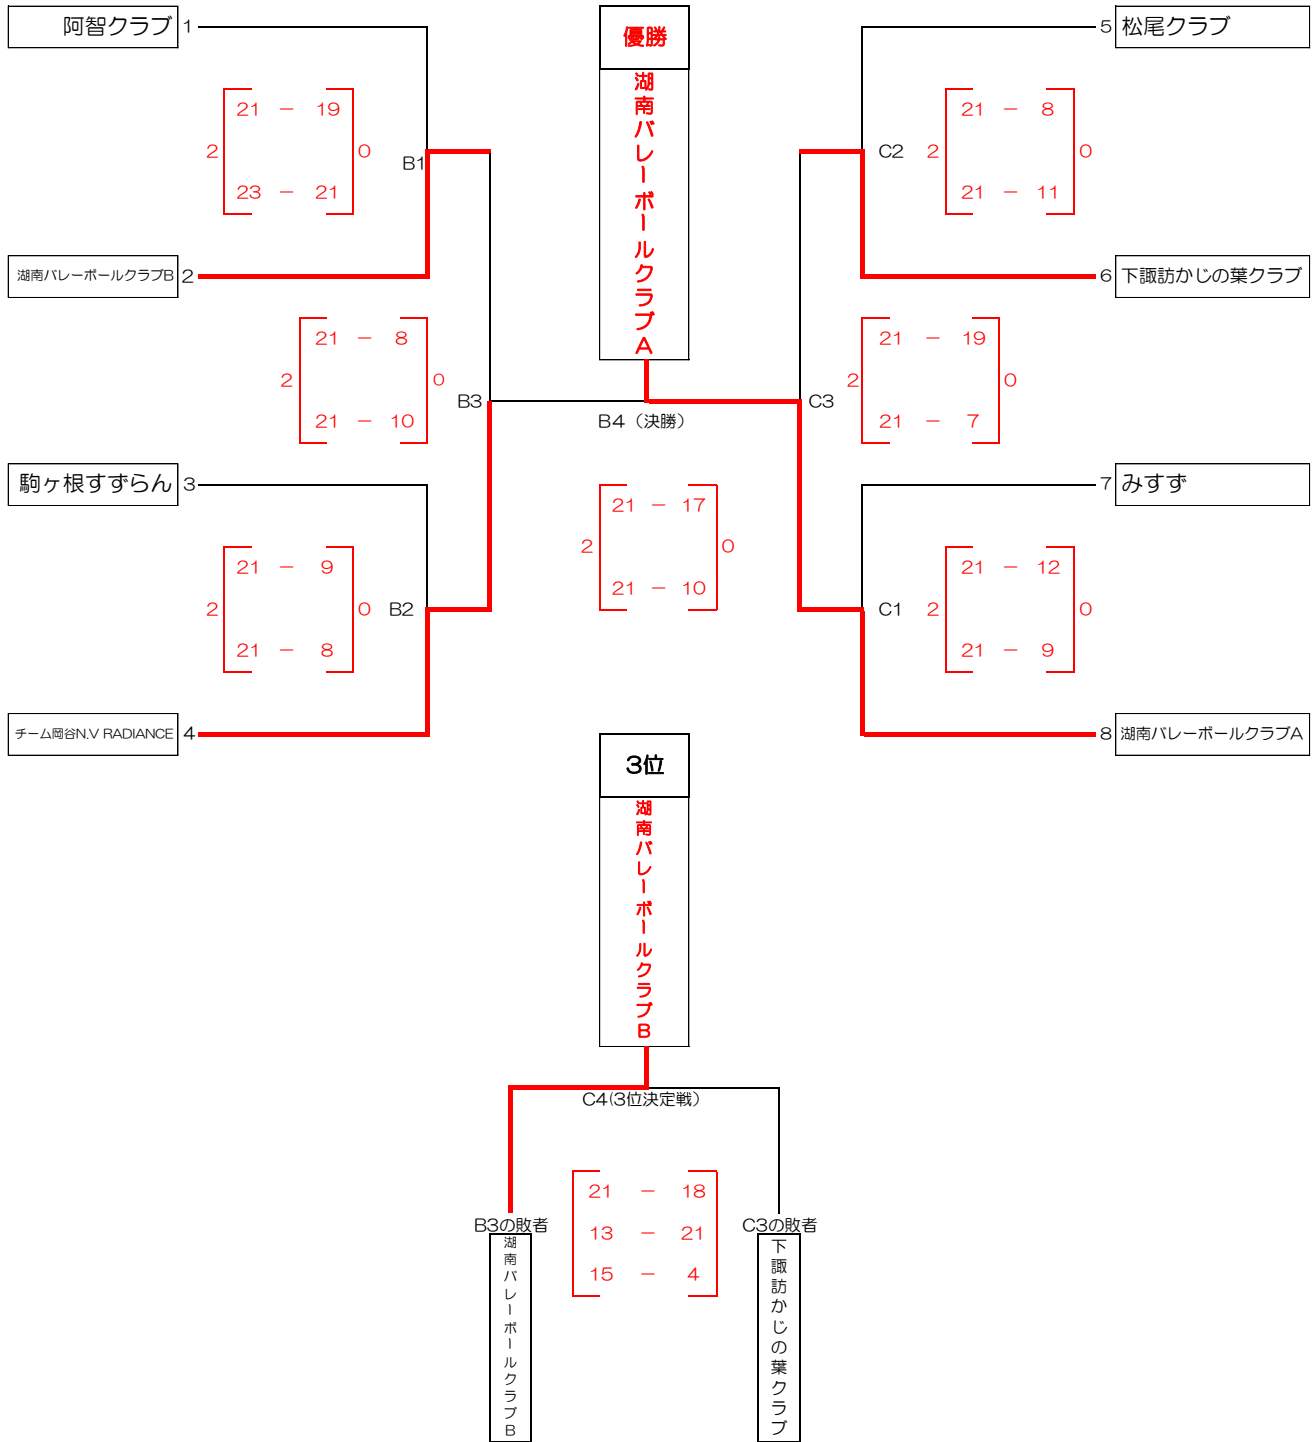 阿智クラブ 1
優勝
5 松尾クラブ
湖南バレーボールクラブA
21 － 19
2 0
23 － 21
B1
C2
21 － 8
2 0
21 － 11
湖南バレーボールクラブB 2
6 下諏訪かじの葉クラブ
21 － 8
2 0
21 － 10
B3
B4（決勝）
C3
21 － 19
2 0
21 － 7
駒ヶ根すずらん 3
7 みすず
21 － 17
2 0
21 － 10
21 － 9
2 0
21 － 8
B2
C1
21 － 12
2 0
21 － 9
チーム岡谷N.V RADIANCE 4
8 湖南バレーボールクラブA
3位
湖南バレーボールクラブB
C4(3位決定戦）
21 － 18
13 － 21
15 － 4
B3の敗者
湖南バレーボールクラブB
C3の敗者
下諏訪かじの葉クラブ